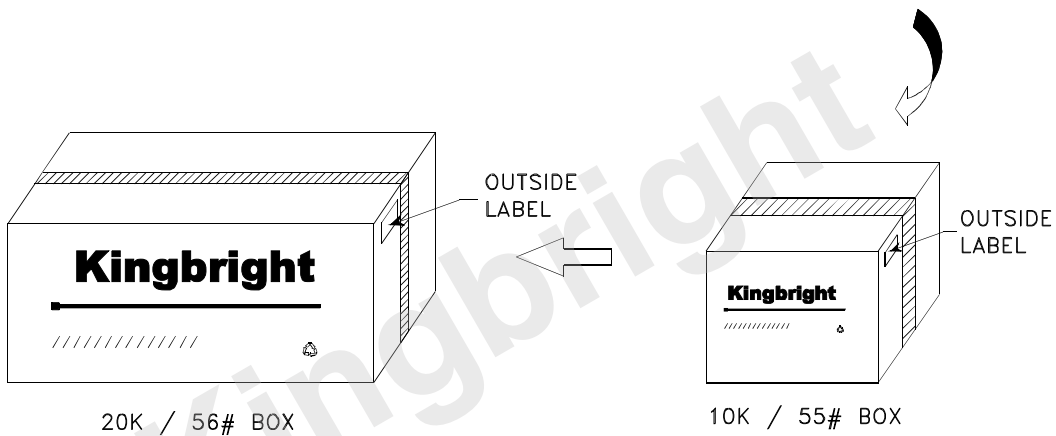 OUTSIDE
LABEL
Kingbright
20K / 56# BOX
OUTSIDE
LABEL
Kingbright
10K / 55# BOX
Kingbright